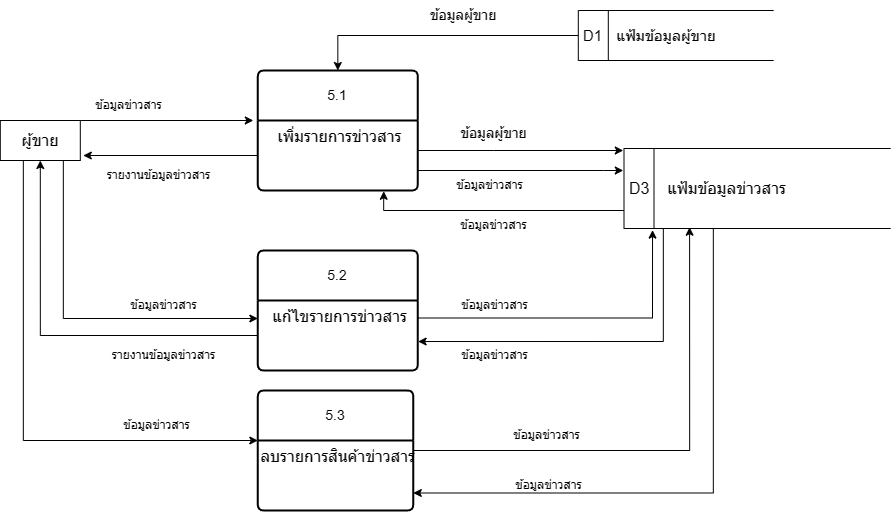 ข้อมูลผู้ขาย
D1
แฟ้มข้อมูลผู้ขาย
5.1
ข้อมูลข่าวสาร
ผู้ขาย
เพิ่มรายการข่าวสาร
ข้อมูลผู้ขาย
รายงานข้อมูลข่าวสาร
ข้อมูลข่าวสาร
D3
แฟ้มข้อมูลข่าวสาร
ข้อมูลข่าวสาร
5.2
ข้อมูลข่าวสาร
แก้ไขรายการข่าวสาร
ข้อมูลข่าวสาร
รายงานข้อมูลข่าวสาร
ข้อมูลข่าวสาร
5.3
ข้อมูลข่าวสาร
ข้อมูลข่าวสาร
ลบรายการสินค้าข่าวสาร
ข้อมูลข่าวสาร